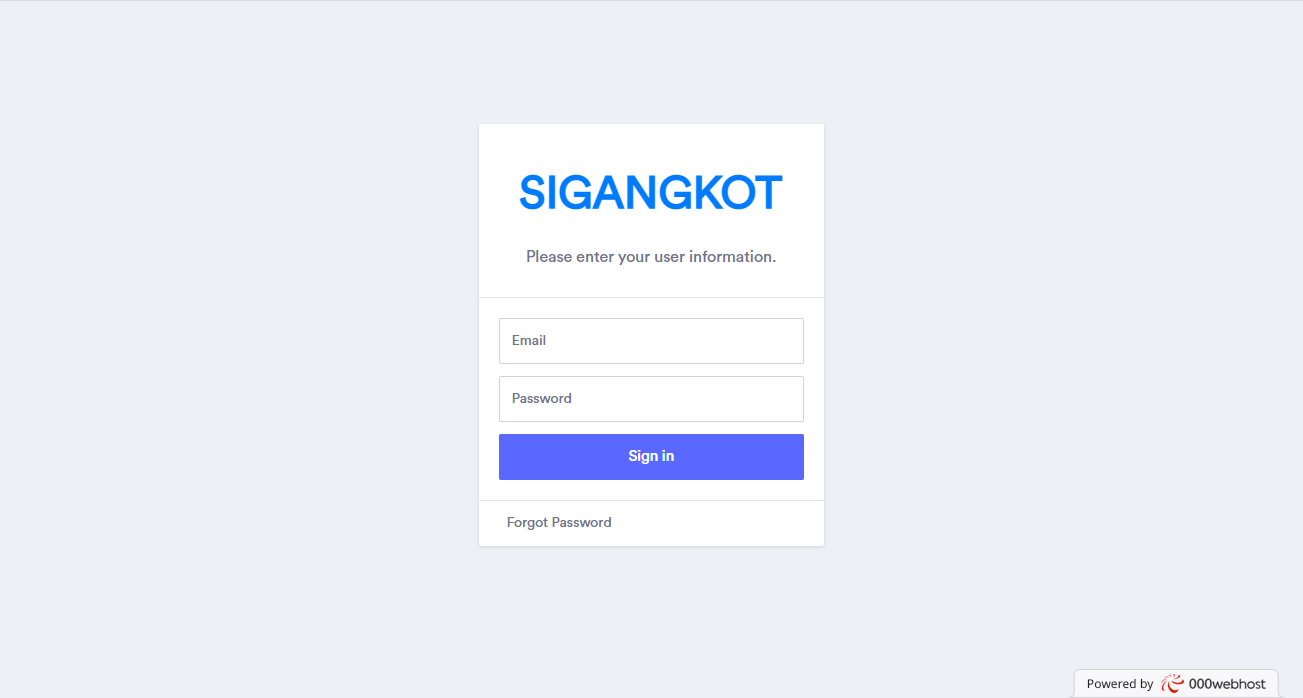 SIGANGKOT
Please enter your user information.
Email
Password
Sign in
Forgot Password
Powered by 000webhost